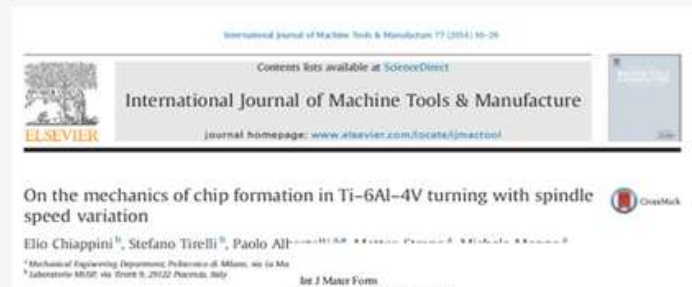 International Journal of Machine Tools & Manufacture 77 (2014)
Contents lists available at ScienceDirect
International Journal of Machine Tools & Manufacture
ELSEVIER
journal homepage: www.elsevier.com/locate/ijmactool
On the mechanics of chip formation in Ti–6Al–4V turning with spindle
speed variation
CrossMark
Elio Chiappini b, Stefano Tirelli b, Paolo
a Mechanical Engineering Department, Politecnico di Milano, via La
b Laboratorio MUSP, via Tirotti 9, 29122 Piacenza, Italy
Int J Mater Form